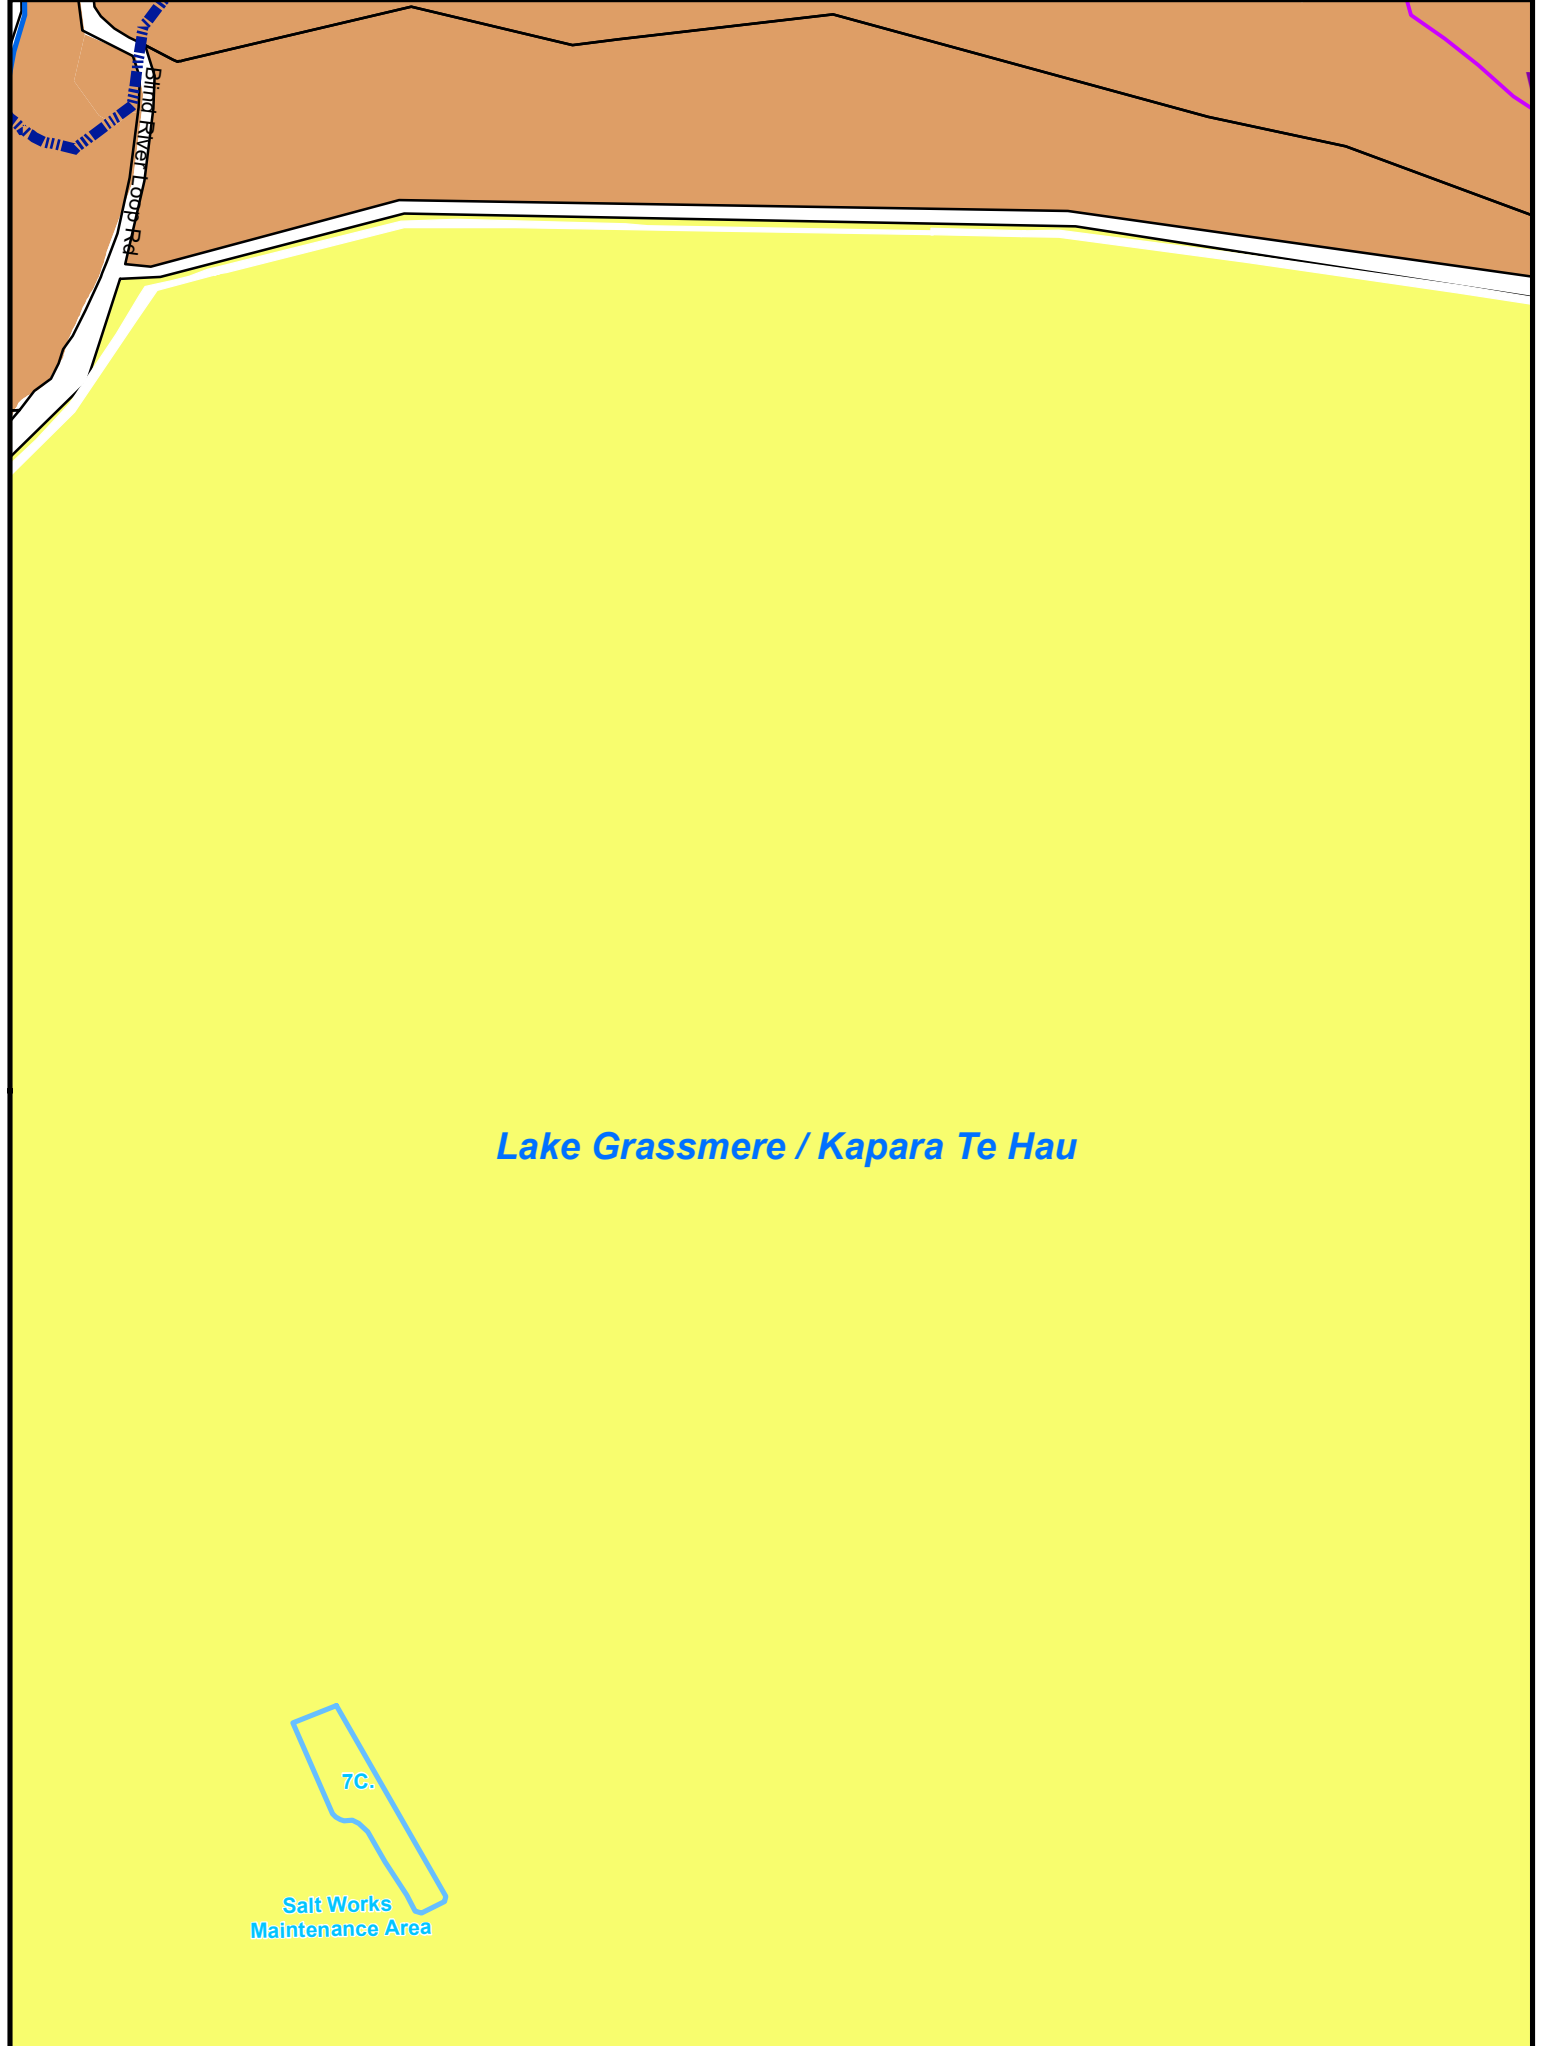 Blind River Loop Rd
Lake Grassmere / Kapara Te Hau
7C.
Salt Works
Maintenance Area